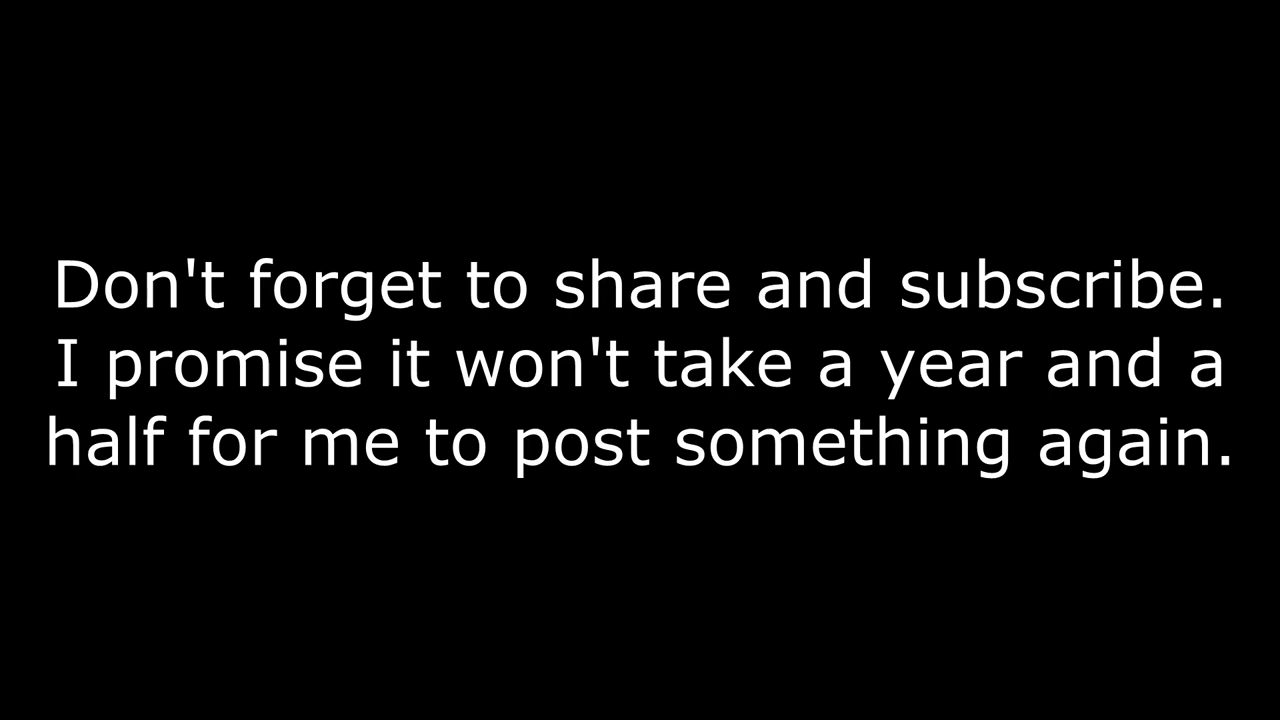 Don't forget to share and subscribe.
I promise it won't take a year and a
half for me to post something again.